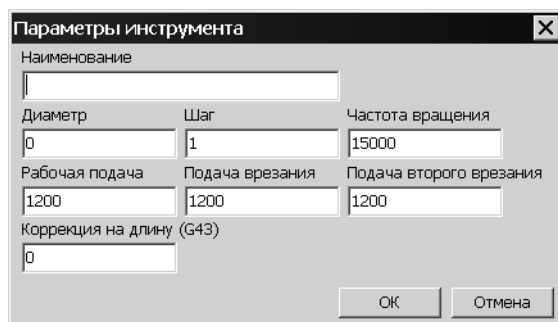 Параметры инструмента
Наименование
Диаметр Шаг Частота вращения
0 1 15000
Рабочая подача Подача врезания Подача второго врезания
1200 1200 1200
Коррекция на длину (G43)
0
ОК Отмена